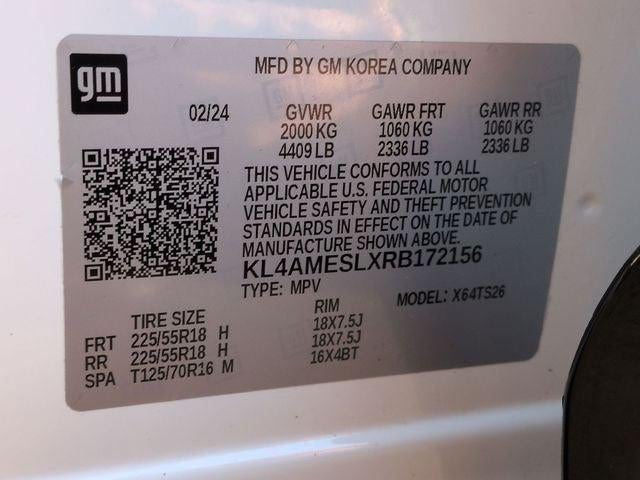 gm
MFD BY GM KOREA COMPANY
02/24 GVWR GAWR FRT GAWR RR
2000 KG 1060 KG 1060 KG
4409 LB 2336 LB 2336 LB
THIS VEHICLE CONFORMS TO ALL
APPLICABLE U.S. FEDERAL MOTOR
VEHICLE SAFETY AND THEFT PREVENTION
STANDARDS IN EFFECT ON THE DATE OF
MANUFACTURE SHOWN ABOVE.
KL4AMESLXRB172156
TYPE: MPV MODEL: X64TS26
TIRE SIZE RIM
FRT 225/55R18 H 18X7.5J
RR 225/55R18 H 18X7.5J
SPA T125/70R16 M 16X4BT